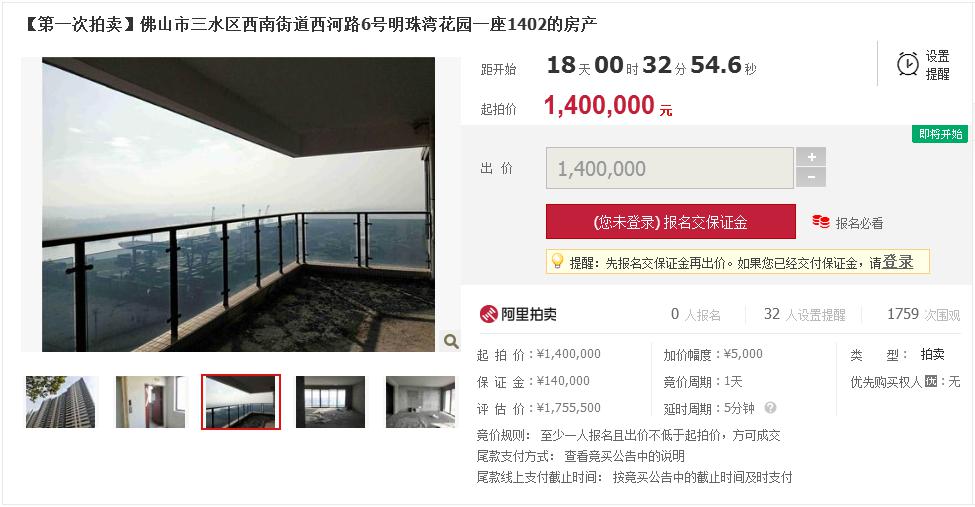 【第一次拍卖】佛山市三水区西南街道西河路6号明珠湾花园一座1402的房产
距开始 18 天 00 时 32 分 54.6 秒
设置
提醒
起拍价 1,400,000 元
即将开始
出 价 1,400,000 + −
(您未登录) 报名交保证金 报名必看
提醒：先报名交保证金再出价。如果您已经交付保证金，请登录
阿里拍卖 0 人报名 32 人设置提醒 1759 次围观
起 拍 价：¥1,400,000 加价幅度：¥5,000 类 型： 拍卖
保 证 金：¥140,000 竞价周期：1天 优先购买权人优：无
评 估 价：¥1,755,500 延时周期：5分钟 ?
竞价规则： 至少一人报名且出价不低于起拍价，方可成交
尾款支付方式： 查看竞买公告中的说明
尾款线上支付截止时间： 按竞买公告中的截止时间及时支付